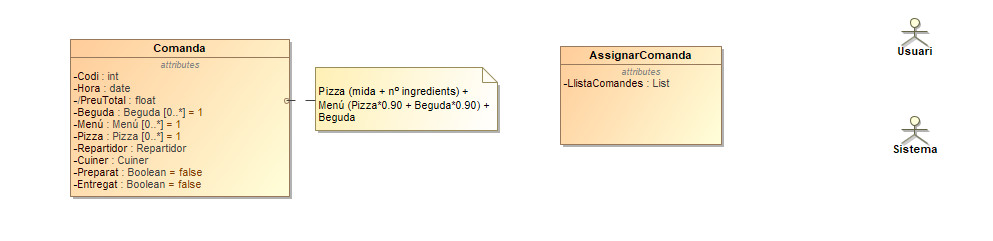 Comanda
attributes
-Codi : int
-Hora : date
-/PreuTotal : float
-Beguda : Beguda [0..*] = 1
-Menú : Menú [0..*] = 1
-Pizza : Pizza [0..*] = 1
-Repartidor : Repartidor
-Cuiner : Cuiner
-Preparat : Boolean = false
-Entregat : Boolean = false
Pizza (mida + nº ingredients) +
Menú (Pizza*0.90 + Beguda*0.90) +
Beguda
AssignarComanda
attributes
-LlistaComandes : List
Usuari
Sistema